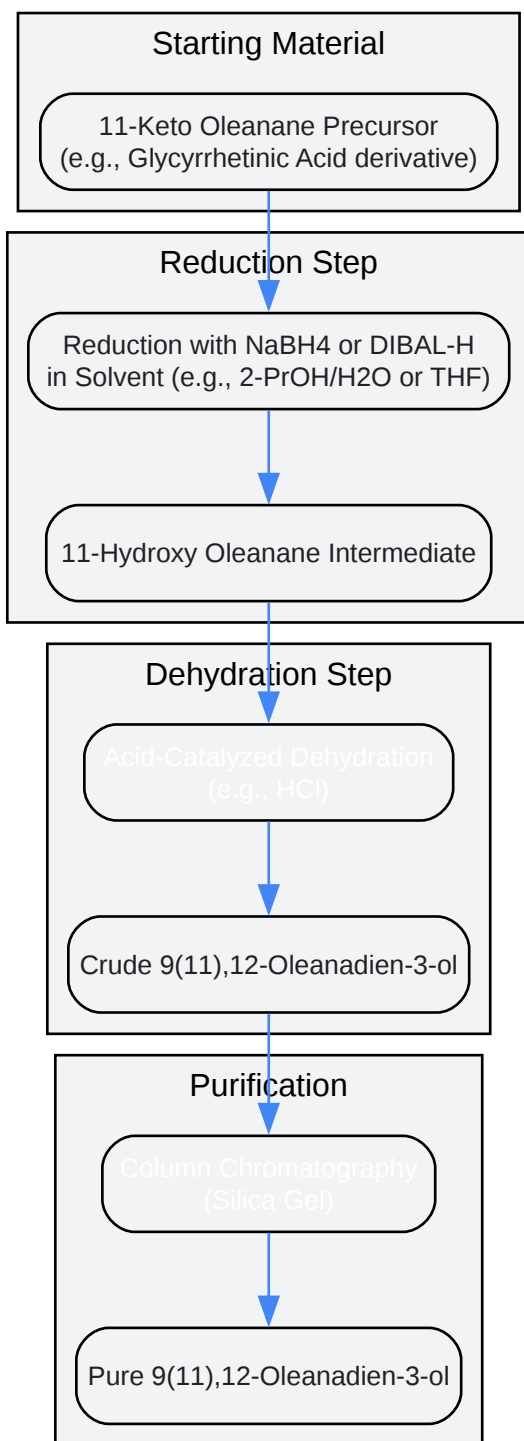 Starting Material
11-Keto Oleanane Precursor
(e.g., Glycyrrhetinic Acid derivative)
Reduction Step
Reduction with NaBH4 or DIBAL-H
in Solvent (e.g., 2-PrOH/H2O or THF)
11-Hydroxy Oleanane Intermediate
Dehydration Step
Acid-Catalyzed Dehydration
(e.g., HCl)
Crude 9(11),12-Oleanadien-3-ol
Purification
Column Chromatography
(Silica Gel)
Pure 9(11),12-Oleanadien-3-ol